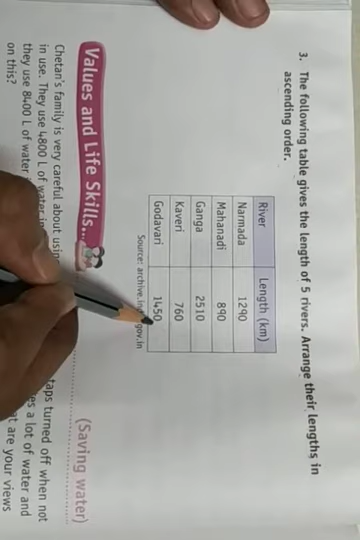 3. The following table gives the length of 5 rivers. Arrange their lengths in
ascending order.
River Length (km)
Narmada 1290
Mahanadi 890
Ganga 2510
Kaveri 760
Godavari 1450
Source: archive.in gov.in
Values and Life Skills... (Saving water)
Chetan's family is very careful about taps turned off when not
in use. They use 4800 L of water a lot of water and
they use 8400 L of water are your views
on this?